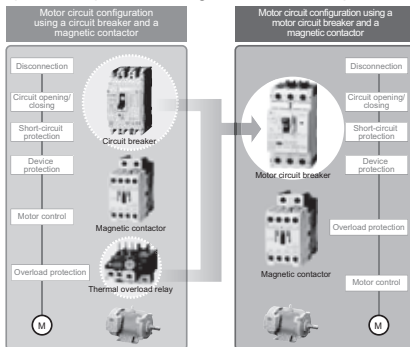 Motor circuit configuration
using a circuit breaker and a
magnetic contactor
Disconnection
Circuit opening/
closing
Short-circuit
protection
Device
protection
Motor control
Overload protection
M
Circuit breaker
Magnetic contactor
Thermal overload relay
Motor circuit configuration using a
motor circuit breaker and a
magnetic contactor
Motor circuit breaker
Magnetic contactor
Disconnection
Circuit opening/
closing
Short-circuit
protection
Device
protection
Overload protection
Motor control
M